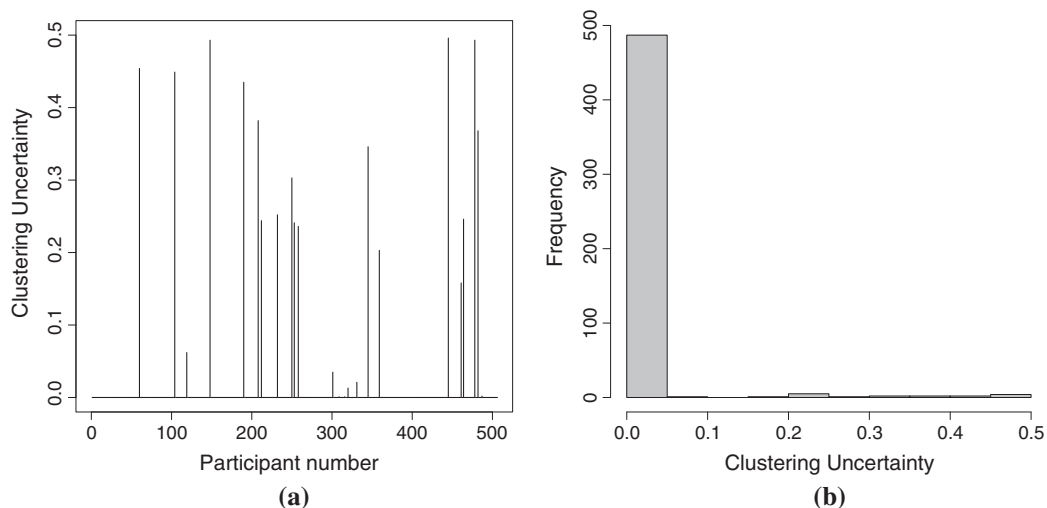 0.5
0.4
0.3
0.2
0.1
0.0
Clustering Uncertainty
0 100 200 300 400 500
Participant number
(a)
500
400
300
200
100
0
Frequency
0.0 0.1 0.2 0.3 0.4 0.5
Clustering Uncertainty
(b)